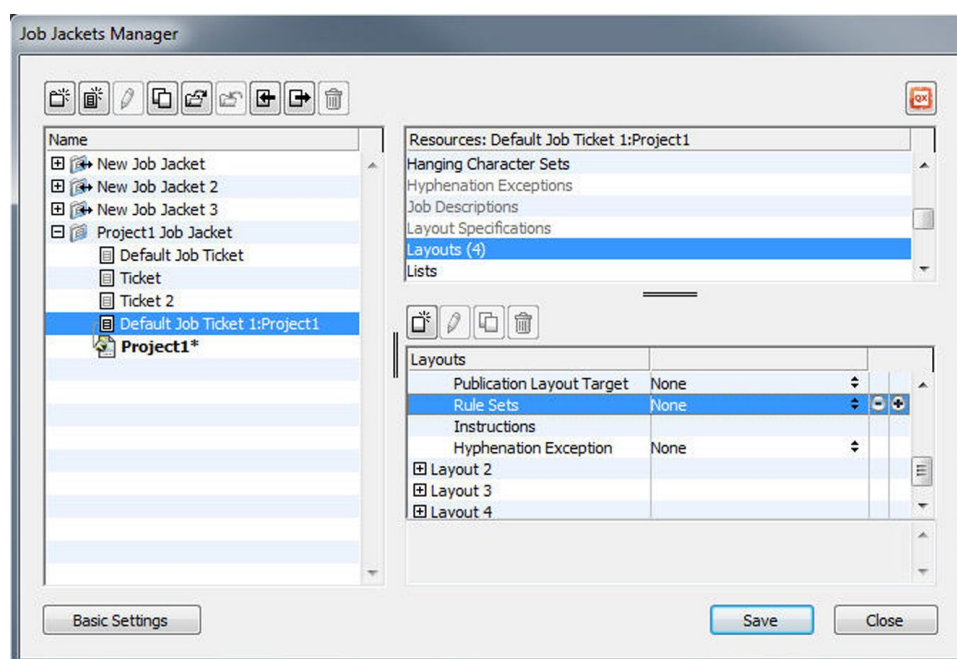 Job Jackets Manager
QX
Name
New Job Jacket
New Job Jacket 2
New Job Jacket 3
Project1 Job Jacket
Default Job Ticket
Ticket
Ticket 2
Default Job Ticket 1:Project1
Project1*
Resources: Default Job Ticket 1:Project1
Hanging Character Sets
Hyphenation Exceptions
Job Descriptions
Layout Specifications
Layouts (4)
Lists
Layouts
Publication Layout Target None
Rule Sets None
Instructions
Hyphenation Exception None
Layout 2
Layout 3
Layout 4
Basic Settings
Save
Close